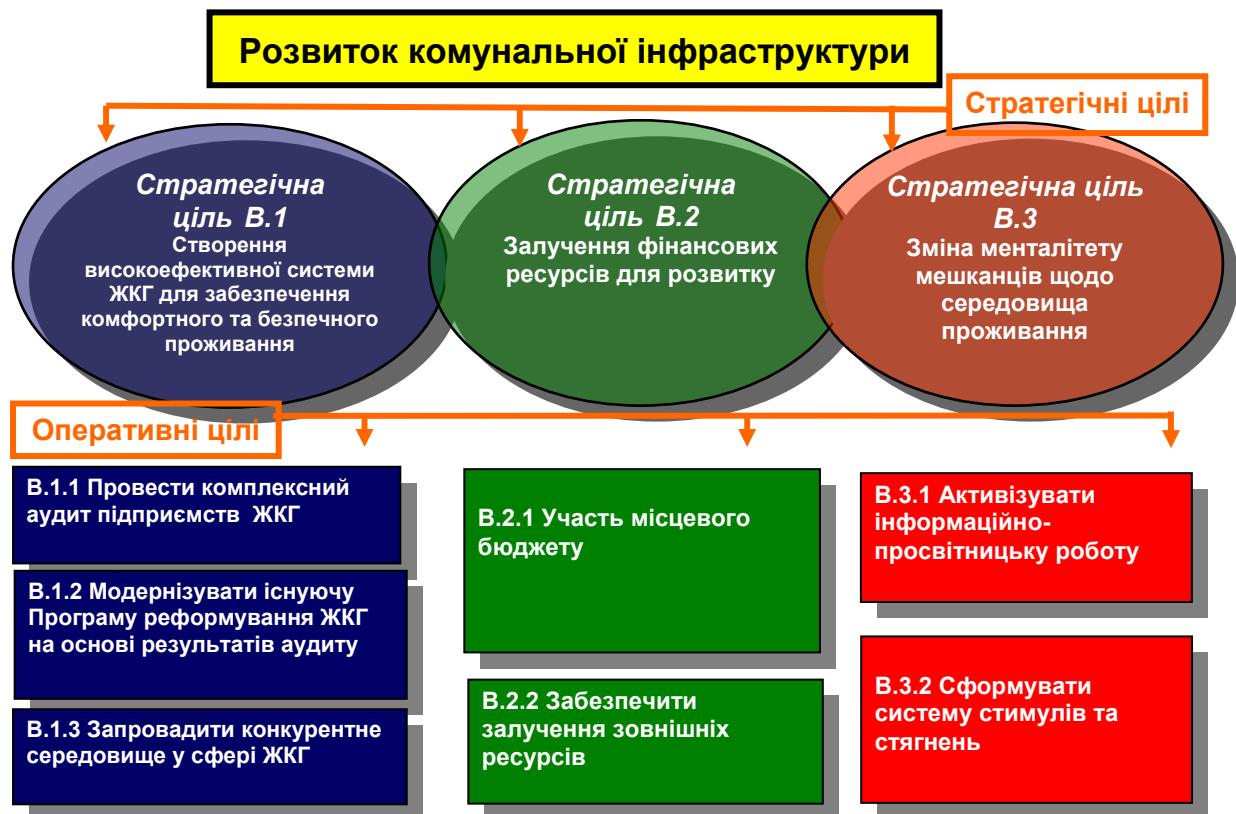 Розвиток комунальної інфраструктури
Стратегічні цілі
Стратегічна
ціль В.1
Створення
високоефективної системи
ЖКГ для забезпечення
комфортного та безпечного
проживання
Стратегічна
ціль В.2
Залучення фінансових
ресурсів для розвитку
Стратегічна ціль
В.3
Зміна менталітету
мешканців щодо
середовища
проживання
Оперативні цілі
В.1.1 Провести комплексний
аудит підприємств ЖКГ
В.1.2 Модернізувати існуючу
Програму реформування ЖКГ
на основі результатів аудиту
В.1.3 Запровадити конкурентне
середовище у сфері ЖКГ
В.2.1 Участь місцевого
бюджету
В.2.2 Забезпечити
залучення зовнішніх
ресурсів
В.3.1 Активізувати
інформаційно-
просвітницьку роботу
В.3.2 Сформувати
систему стимулів та
стягнень